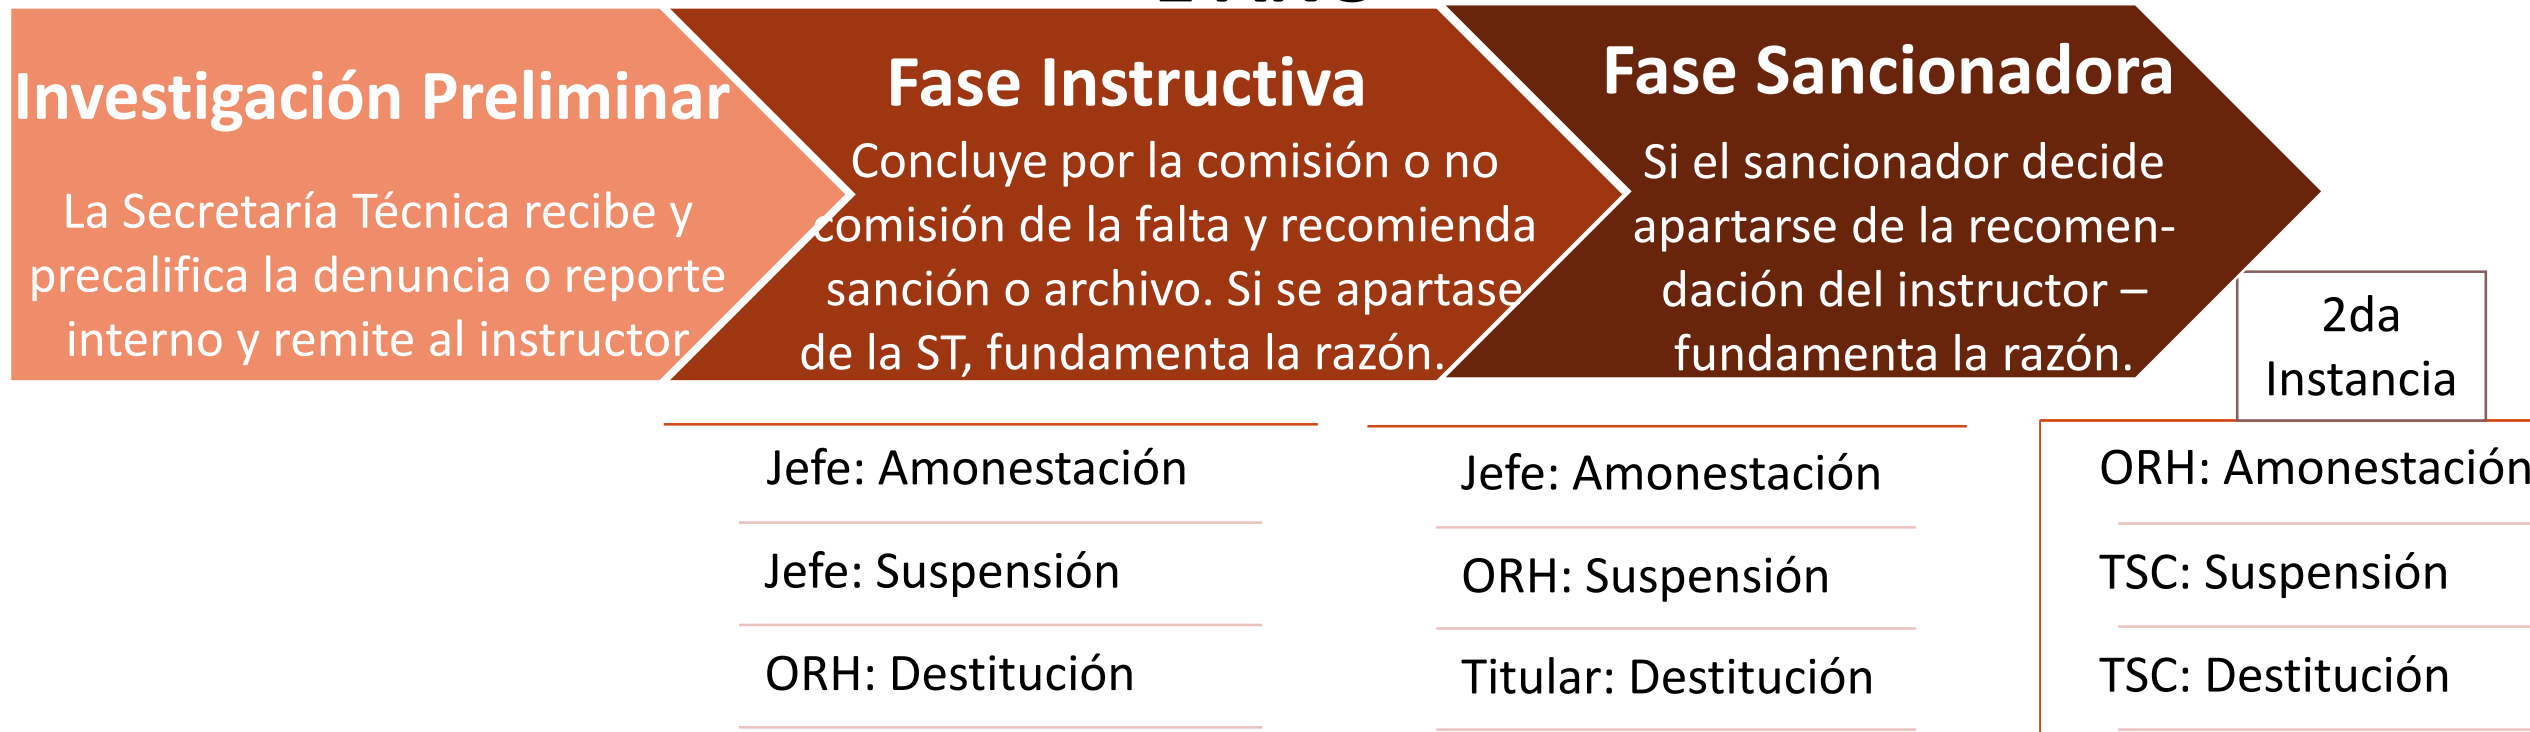 Investigación Preliminar
La Secretaría Técnica recibe y
precalifica la denuncia o reporte
interno y remite al instructor
Fase Instructiva
Concluye por la comisión o no
comisión de la falta y recomienda
sanción o archivo. Si se apartase
de la ST, fundamenta la razón.
Fase Sancionadora
Si el sancionador decide
apartarse de la recomen-
dación del instructor –
fundamenta la razón.
2da
Instancia
Jefe: Amonestación
Jefe: Suspensión
ORH: Destitución
Jefe: Amonestación
ORH: Suspensión
Titular: Destitución
ORH: Amonestación
TSC: Suspensión
TSC: Destitución